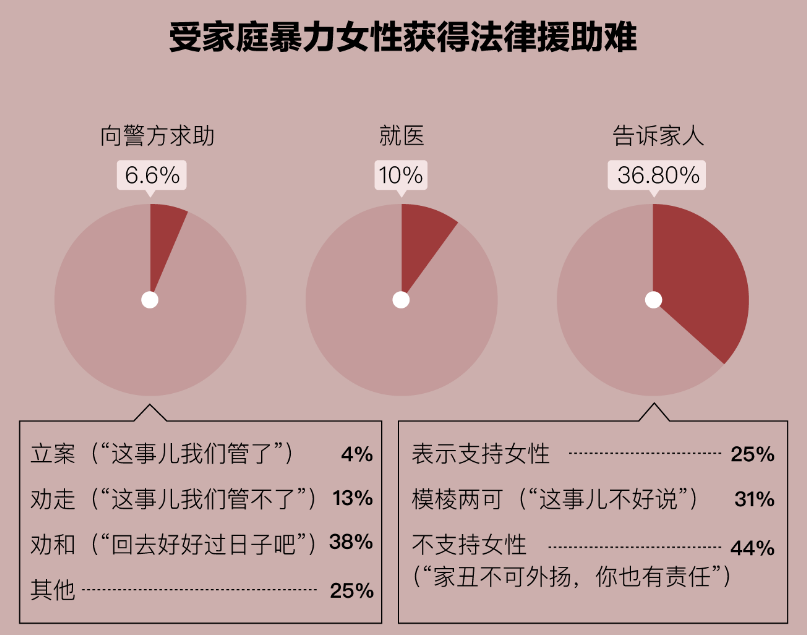 受家庭暴力女性获得法律援助难
向警方求助
6.6%
就医
10%
告诉家人
36.80%
立案（“这事儿我们管了”） 4%
劝走（“这事儿我们管不了”） 13%
劝和（“回去好好过日子吧”） 38%
其他 25%
表示支持女性 25%
模棱两可（“这事儿不好说”） 31%
不支持女性 44%
（“家丑不可外扬，你也有责任”）